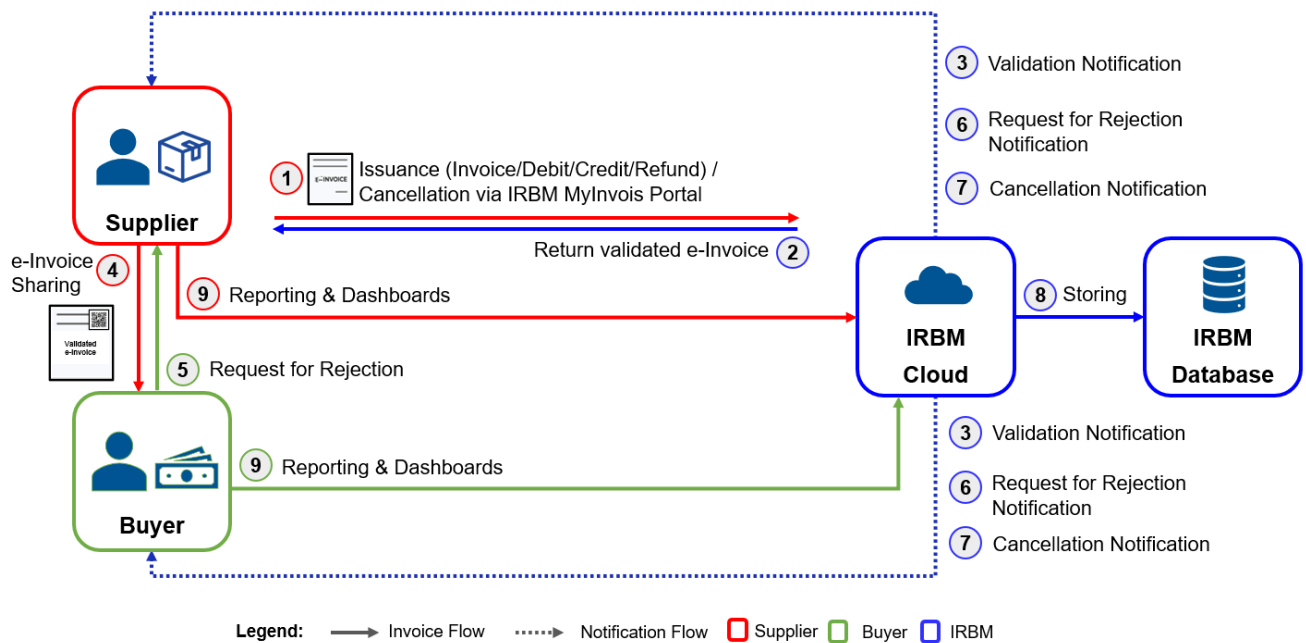 3 Validation Notification
6 Request for Rejection
Notification
7 Cancellation Notification
Supplier
1 e-INVOICE Issuance (Invoice/Debit/Credit/Refund) /
Cancellation via IRBM MyInvois Portal
Return validated e-Invoice 2
e-Invoice
Sharing 4
Validated
e-Invoice
9 Reporting & Dashboards
5 Request for Rejection
IRBM
Cloud
8 Storing
IRBM
Database
Buyer
9 Reporting & Dashboards
3 Validation Notification
6 Request for Rejection
Notification
7 Cancellation Notification
Legend: Invoice Flow Notification Flow Supplier Buyer IRBM